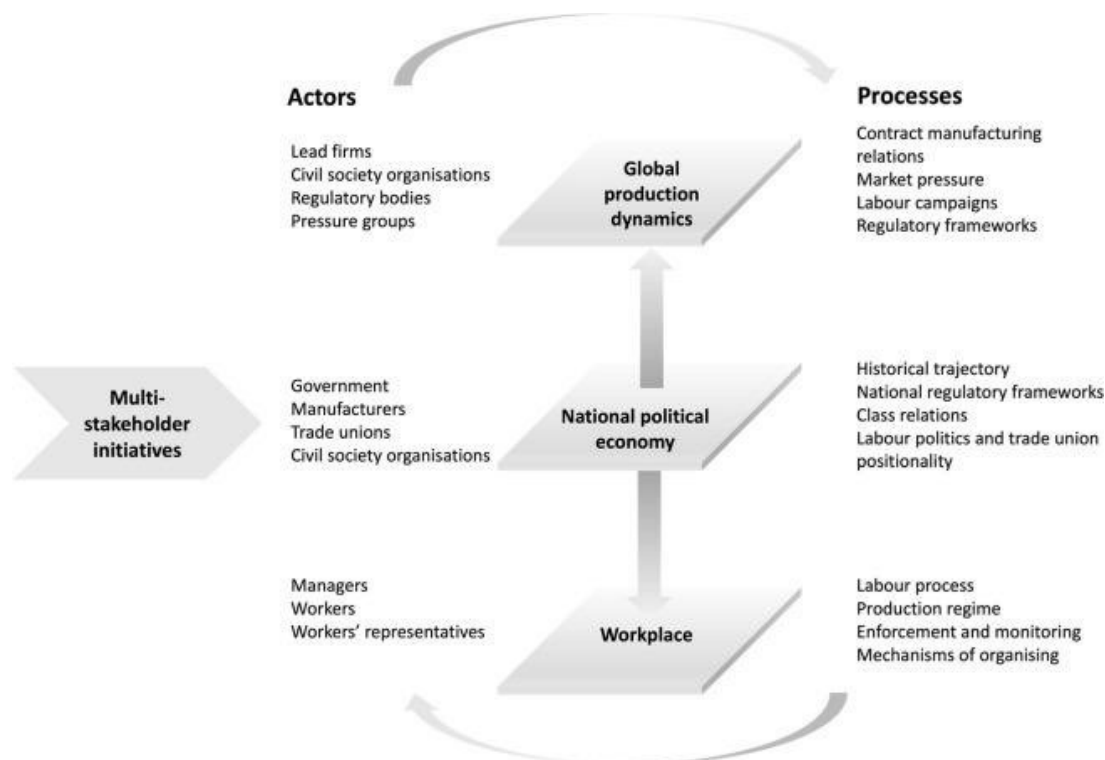 Actors
Processes
Lead firms
Civil society organisations
Regulatory bodies
Pressure groups
Global
production
dynamics
Contract manufacturing
relations
Market pressure
Labour campaigns
Regulatory frameworks
Multi-
stakeholder
initiatives
Government
Manufacturers
Trade unions
Civil society organisations
National political
economy
Historical trajectory
National regulatory frameworks
Class relations
Labour politics and trade union
positionality
Managers
Workers
Workers’ representatives
Workplace
Labour process
Production regime
Enforcement and monitoring
Mechanisms of organising